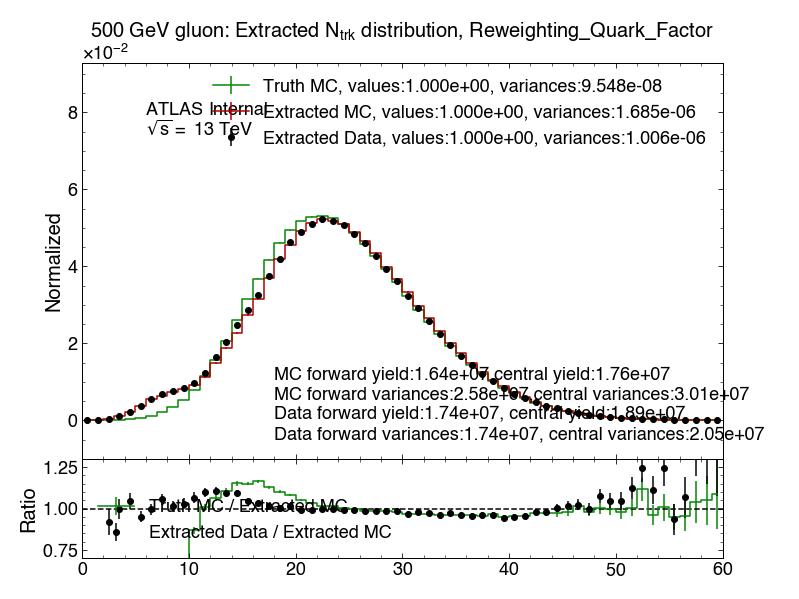 500 GeV gluon: Extracted N_trk distribution, Reweighting_Quark_Factor
×10⁻²
Truth MC, values:1.000e+00, variances:9.548e-08
ATLAS Internal
Extracted MC, values:1.000e+00, variances:1.685e-06
√s = 13 TeV
Extracted Data, values:1.000e+00, variances:1.006e-06
8
6
4
2
0
Normalized
MC forward yield:1.64e+07,central yield:1.76e+07
MC forward variances:2.58e+07,central variances:3.01e+07
Data forward yield:1.74e+07, central yield:1.89e+07
Data forward variances:1.74e+07, central variances:2.05e+07
1.25
1.00
0.75
Ratio
Truth MC / Extracted MC
Extracted Data / Extracted MC
0 10 20 30 40 50 60